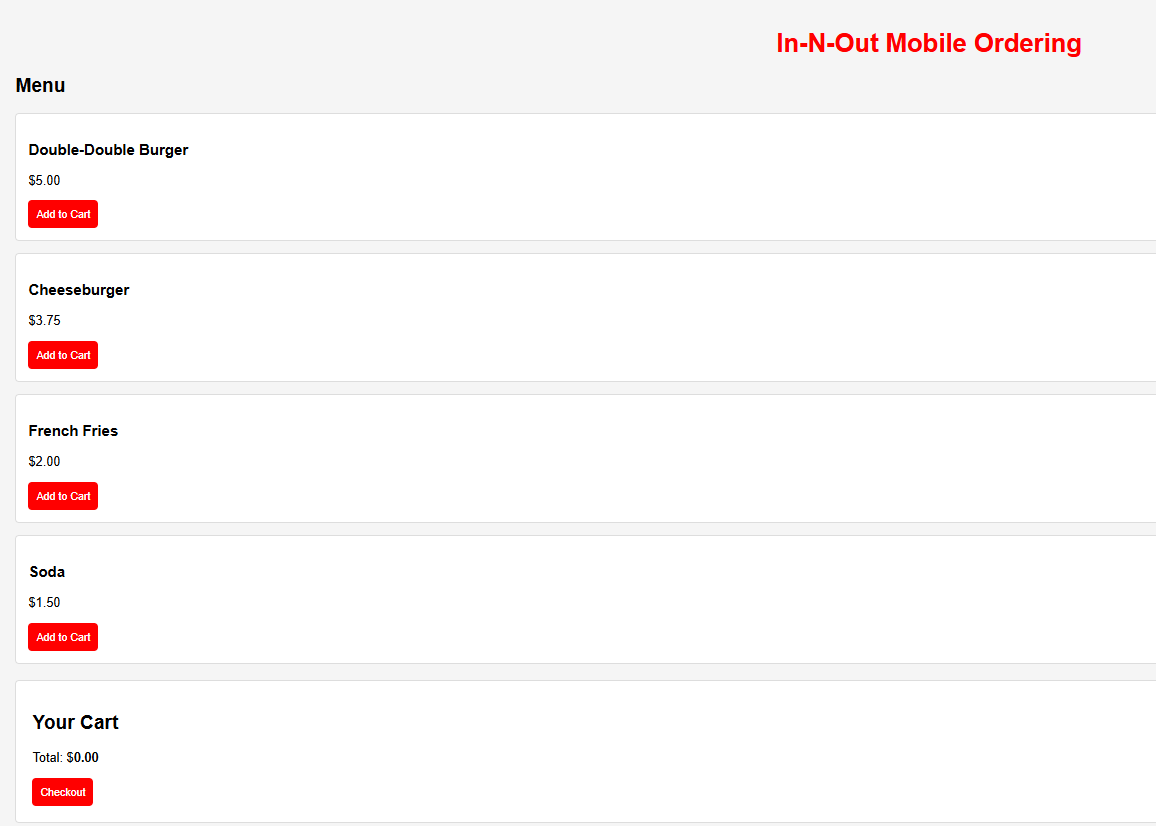 In-N-Out Mobile Ordering
Menu
Double-Double Burger
$5.00
Add to Cart
Cheeseburger
$3.75
Add to Cart
French Fries
$2.00
Add to Cart
Soda
$1.50
Add to Cart
Your Cart
Total: $0.00
Checkout